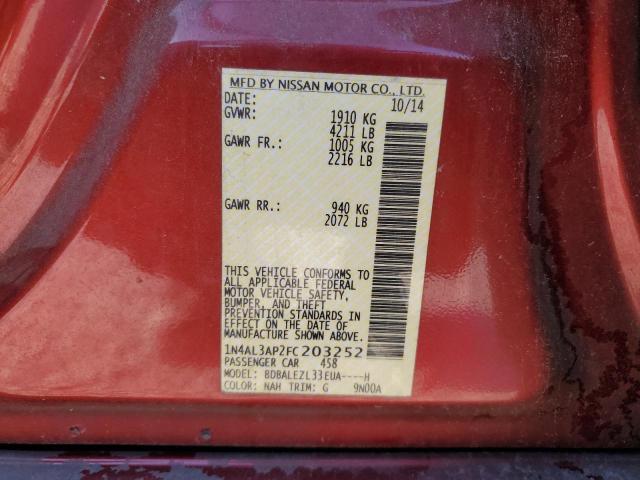 MFD BY NISSAN MOTOR CO., LTD.
DATE: 10/14
GVWR: 1910 KG
4211 LB
GAWR FR.: 1005 KG
2216 LB
GAWR RR.: 940 KG
2072 LB
THIS VEHICLE CONFORMS TO
ALL APPLICABLE FEDERAL
MOTOR VEHICLE SAFETY,
BUMPER, AND THEFT
PREVENTION STANDARDS IN
EFFECT ON THE DATE OF
MANUFACTURE SHOWN ABOVE.
1N4AL3AP2FC203252
PASSENGER CAR 458
MODEL: BDBALEZL33EUA----H
COLOR: NAH TRIM: G 9N00A